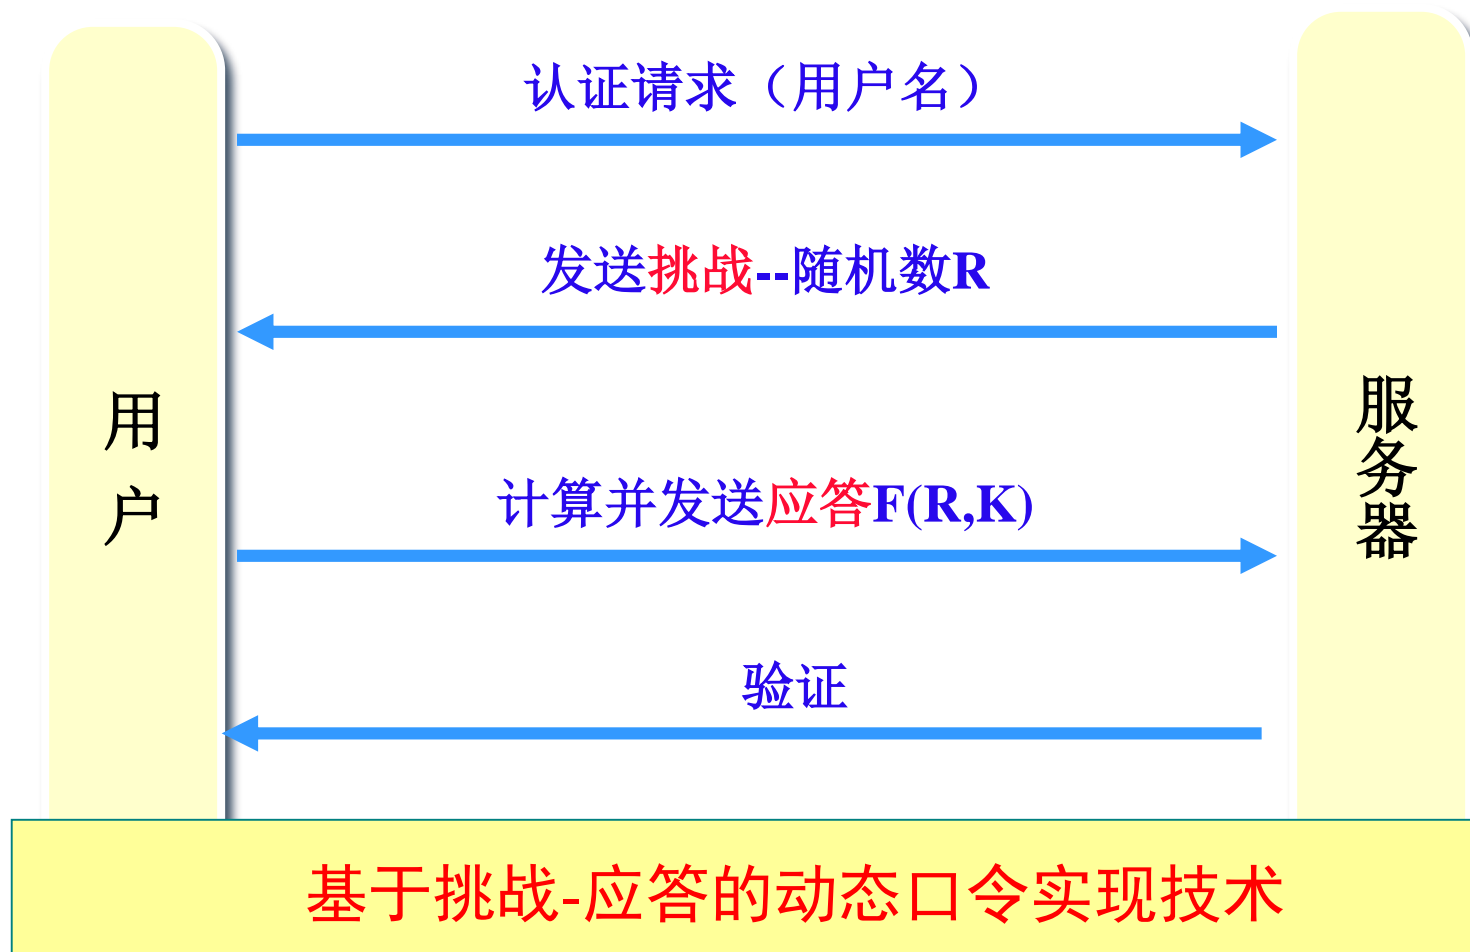 认证请求（用户名）
发送挑战--随机数R
用户
服务器
计算并发送应答F(R,K)
验证
基于挑战-应答的动态口令实现技术